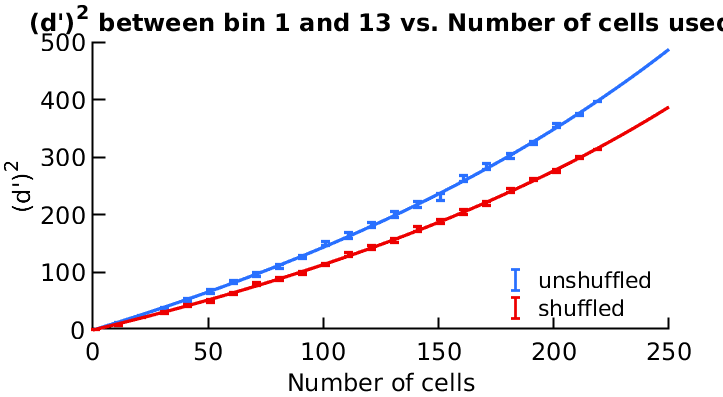 (d')² between bin 1 and 13 vs. Number of cells used
500
400
300
200
100
0
(d')²
0 50 100 150 200 250
Number of cells
unshuffled
shuffled